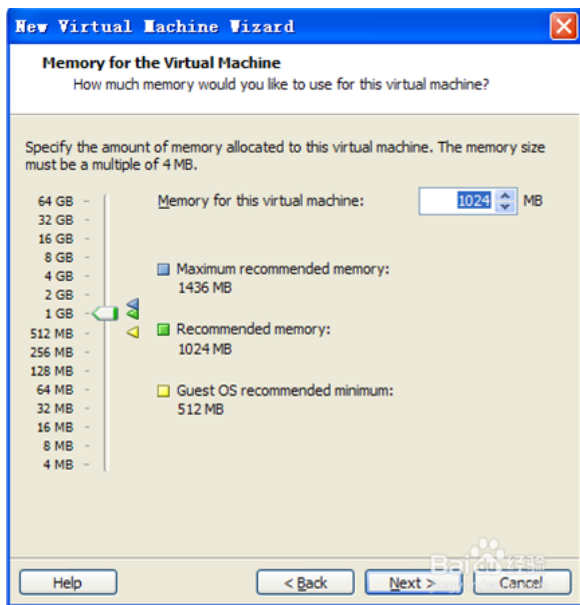 New Virtual Machine Wizard
Memory for the Virtual Machine
How much memory would you like to use for this virtual machine?
Specify the amount of memory allocated to this virtual machine. The memory size
must be a multiple of 4 MB.
64 GB
Memory for this virtual machine: 1024 MB
32 GB
16 GB
8 GB
4 GB
2 GB
1 GB
512 MB
256 MB
128 MB
64 MB
32 MB
16 MB
8 MB
4 MB
Maximum recommended memory:
1436 MB
Recommended memory:
1024 MB
Guest OS recommended minimum:
512 MB
Help
< Back
Next >
Cancel
Baidu 经验